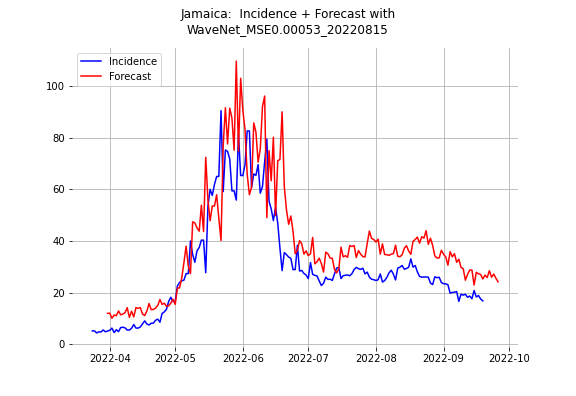 Jamaica:  Incidence + Forecast with
WaveNet_MSE0.00053_20220815
Incidence
Forecast
100
80
60
40
20
0
2022-04 2022-05 2022-06 2022-07 2022-08 2022-09 2022-10